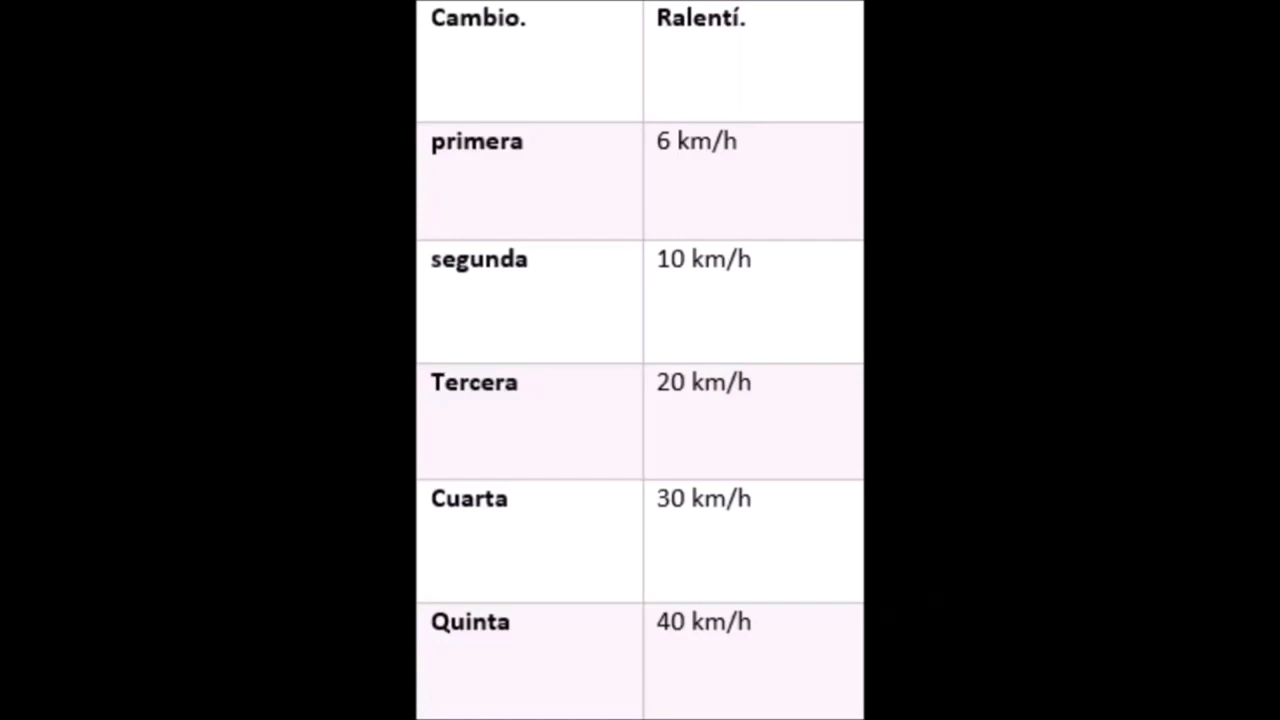 Cambio. Ralentí.
primera 6 km/h
segunda 10 km/h
Tercera 20 km/h
Cuarta 30 km/h
Quinta 40 km/h